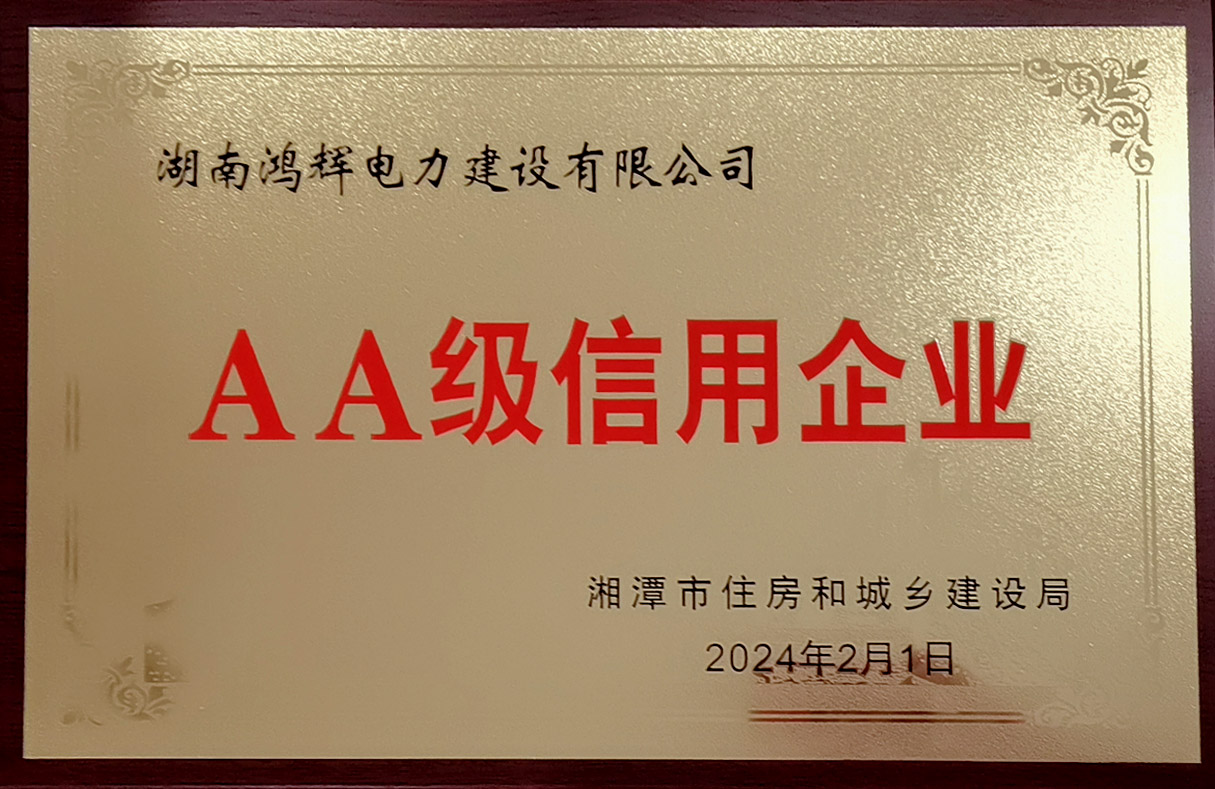 湖南鸿辉电力建设有限公司
AA级信用企业
湘潭市住房和城乡建设局
2024年2月1日